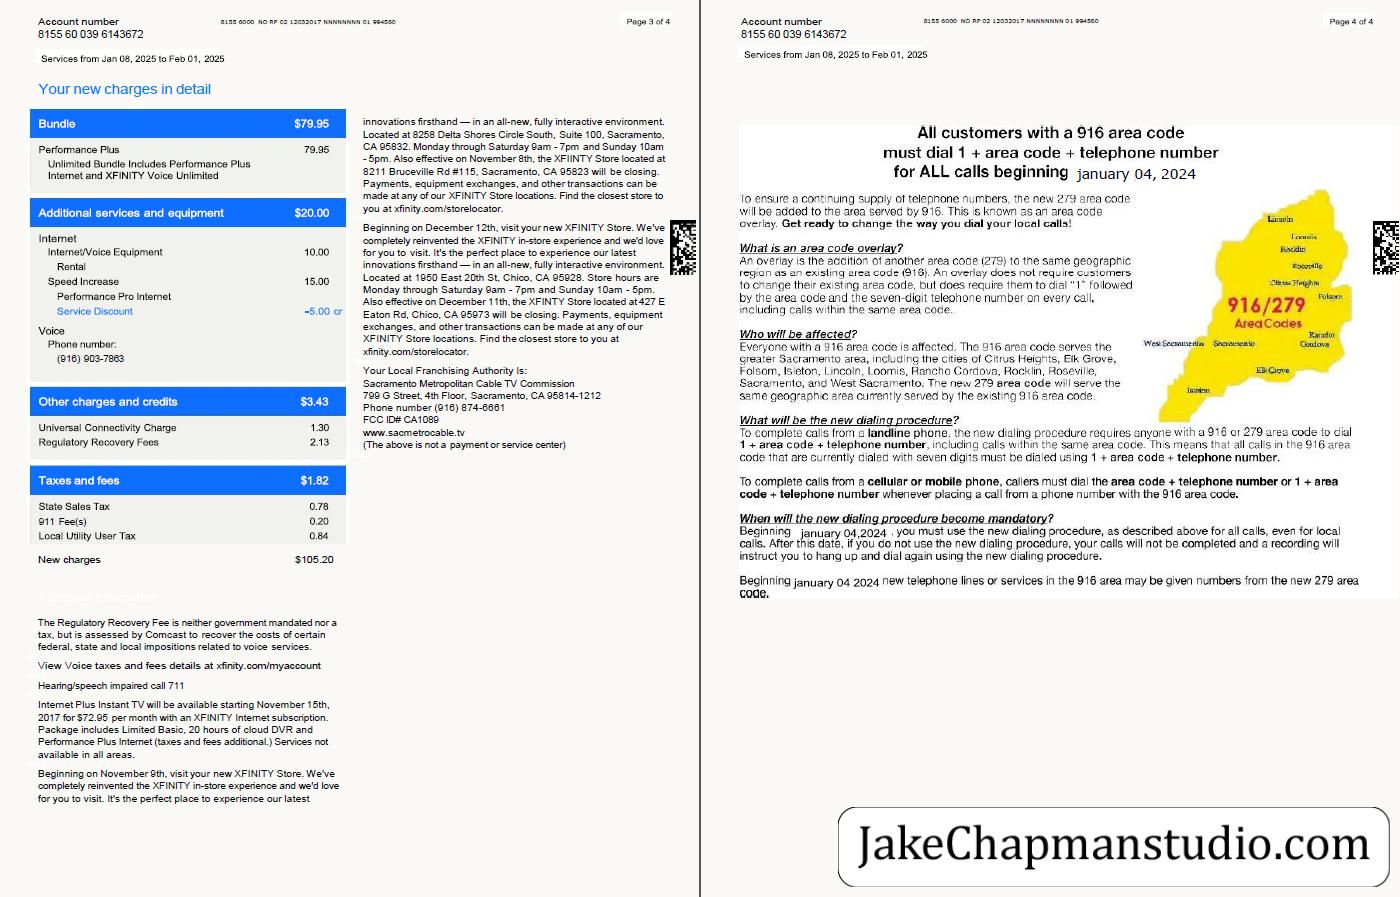 Account number
8155 60 039 6143672
8155 6000 NO RP 02 12032017 NNNNNNNN 01 994560
Page 3 of 4
Services from Jan 08, 2025 to Feb 01, 2025
Your new charges in detail
Bundle $79.95
Performance Plus 79.95
Unlimited Bundle Includes Performance Plus
Internet and XFINITY Voice Unlimited
Additional services and equipment $20.00
Internet
Internet/Voice Equipment 10.00
Rental
Speed Increase 15.00
Performance Pro Internet
Service Discount -5.00 cr
Voice
Phone number:
(916) 903-7863
Other charges and credits $3.43
Universal Connectivity Charge 1.30
Regulatory Recovery Fees 2.13
Taxes and fees $1.82
State Sales Tax 0.78
911 Fee(s) 0.20
Local Utility User Tax 0.84
New charges $105.20
Additional information
The Regulatory Recovery Fee is neither government mandated nor a
tax, but is assessed by Comcast to recover the costs of certain
federal, state and local impositions related to voice services.
View Voice taxes and fees details at xfinity.com/myaccount
Hearing/speech impaired call 711
Internet Plus Instant TV will be available starting November 15th,
2017 for $72.95 per month with an XFINITY Internet subscription.
Package includes Limited Basic, 20 hours of cloud DVR and
Performance Plus Internet (taxes and fees additional.) Services not
available in all areas.
Beginning on November 9th, visit your new XFINITY Store. We've
completely reinvented the XFINITY in-store experience and we'd love
for you to visit. It's the perfect place to experience our latest
innovations firsthand — in an all-new, fully interactive environment.
Located at 8258 Delta Shores Circle South, Suite 100, Sacramento,
CA 95832. Monday through Saturday 9am - 7pm and Sunday 10am
- 5pm. Also effective on November 8th, the XFIINTY Store located at
8211 Bruceville Rd #115, Sacramento, CA 95823 will be closing.
Payments, equipment exchanges, and other transactions can be
made at any of our XFINITY Store locations. Find the closest store to
you at xfinity.com/storelocator.
Beginning on December 12th, visit your new XFINITY Store. We've
completely reinvented the XFINITY in-store experience and we'd love
for you to visit. It's the perfect place to experience our latest
innovations firsthand — in an all-new, fully interactive environment.
Located at 1950 East 20th St, Chico, CA 95928. Store hours are
Monday through Saturday 9am - 7pm and Sunday 10am - 5pm.
Also effective on December 11th, the XFINTY Store located at 427 E
Eaton Rd, Chico, CA 95973 will be closing. Payments, equipment
exchanges, and other transactions can be made at any of our
XFINITY Store locations. Find the closest store to you at
xfinity.com/storelocator.
Your Local Franchising Authority Is:
Sacramento Metropolitan Cable TV Commission
799 G Street, 4th Floor, Sacramento, CA 95814-1212
Phone number (916) 874-6661
FCC ID# CA1089
www.sacmetrocable.tv
(The above is not a payment or service center)
Account number
8155 60 039 6143672
8155 6000 NO RP 02 12032017 NNNNNNNN 01 994560
Page 4 of 4
Services from Jan 08, 2025 to Feb 01, 2025
All customers with a 916 area code
must dial 1 + area code + telephone number
for ALL calls beginning january 04, 2024
To ensure a continuing supply of telephone numbers, the new 279 area code
will be added to the area served by 916. This is known as an area code
overlay. Get ready to change the way you dial your local calls!
What is an area code overlay?
An overlay is the addition of another area code (279) to the same geographic
region as an existing area code (916). An overlay does not require customers
to change their existing area code, but does require them to dial “1” followed
by the area code and the seven-digit telephone number on every call,
including calls within the same area code.
Who will be affected?
Everyone with a 916 area code is affected. The 916 area code serves the
greater Sacramento area, including the cities of Citrus Heights, Elk Grove,
Folsom, Isleton, Lincoln, Loomis, Rancho Cordova, Rocklin, Roseville,
Sacramento, and West Sacramento. The new 279 area code will serve the
same geographic area currently served by the existing 916 area code.
Lincoln
Loomis
Rocklin
Roseville
Citrus Heights
Folsom
916/279
Area Codes
Rancho
Cordova
West Sacramento
Sacramento
Elk Grove
Isleton
What will be the new dialing procedure?
To complete calls from a landline phone, the new dialing procedure requires anyone with a 916 or 279 area code to dial
1 + area code + telephone number, including calls within the same area code. This means that all calls in the 916 area
code that are currently dialed with seven digits must be dialed using 1 + area code + telephone number.
To complete calls from a cellular or mobile phone, callers must dial the area code + telephone number or 1 + area
code + telephone number whenever placing a call from a phone number with the 916 area code.
When will the new dialing procedure become mandatory?
Beginning january 04,2024 , you must use the new dialing procedure, as described above for all calls, even for local
calls. After this date, if you do not use the new dialing procedure, your calls will not be completed and a recording will
instruct you to hang up and dial again using the new dialing procedure.
Beginning january 04 2024 new telephone lines or services in the 916 area may be given numbers from the new 279 area
code.
JakeChapmanstudio.com